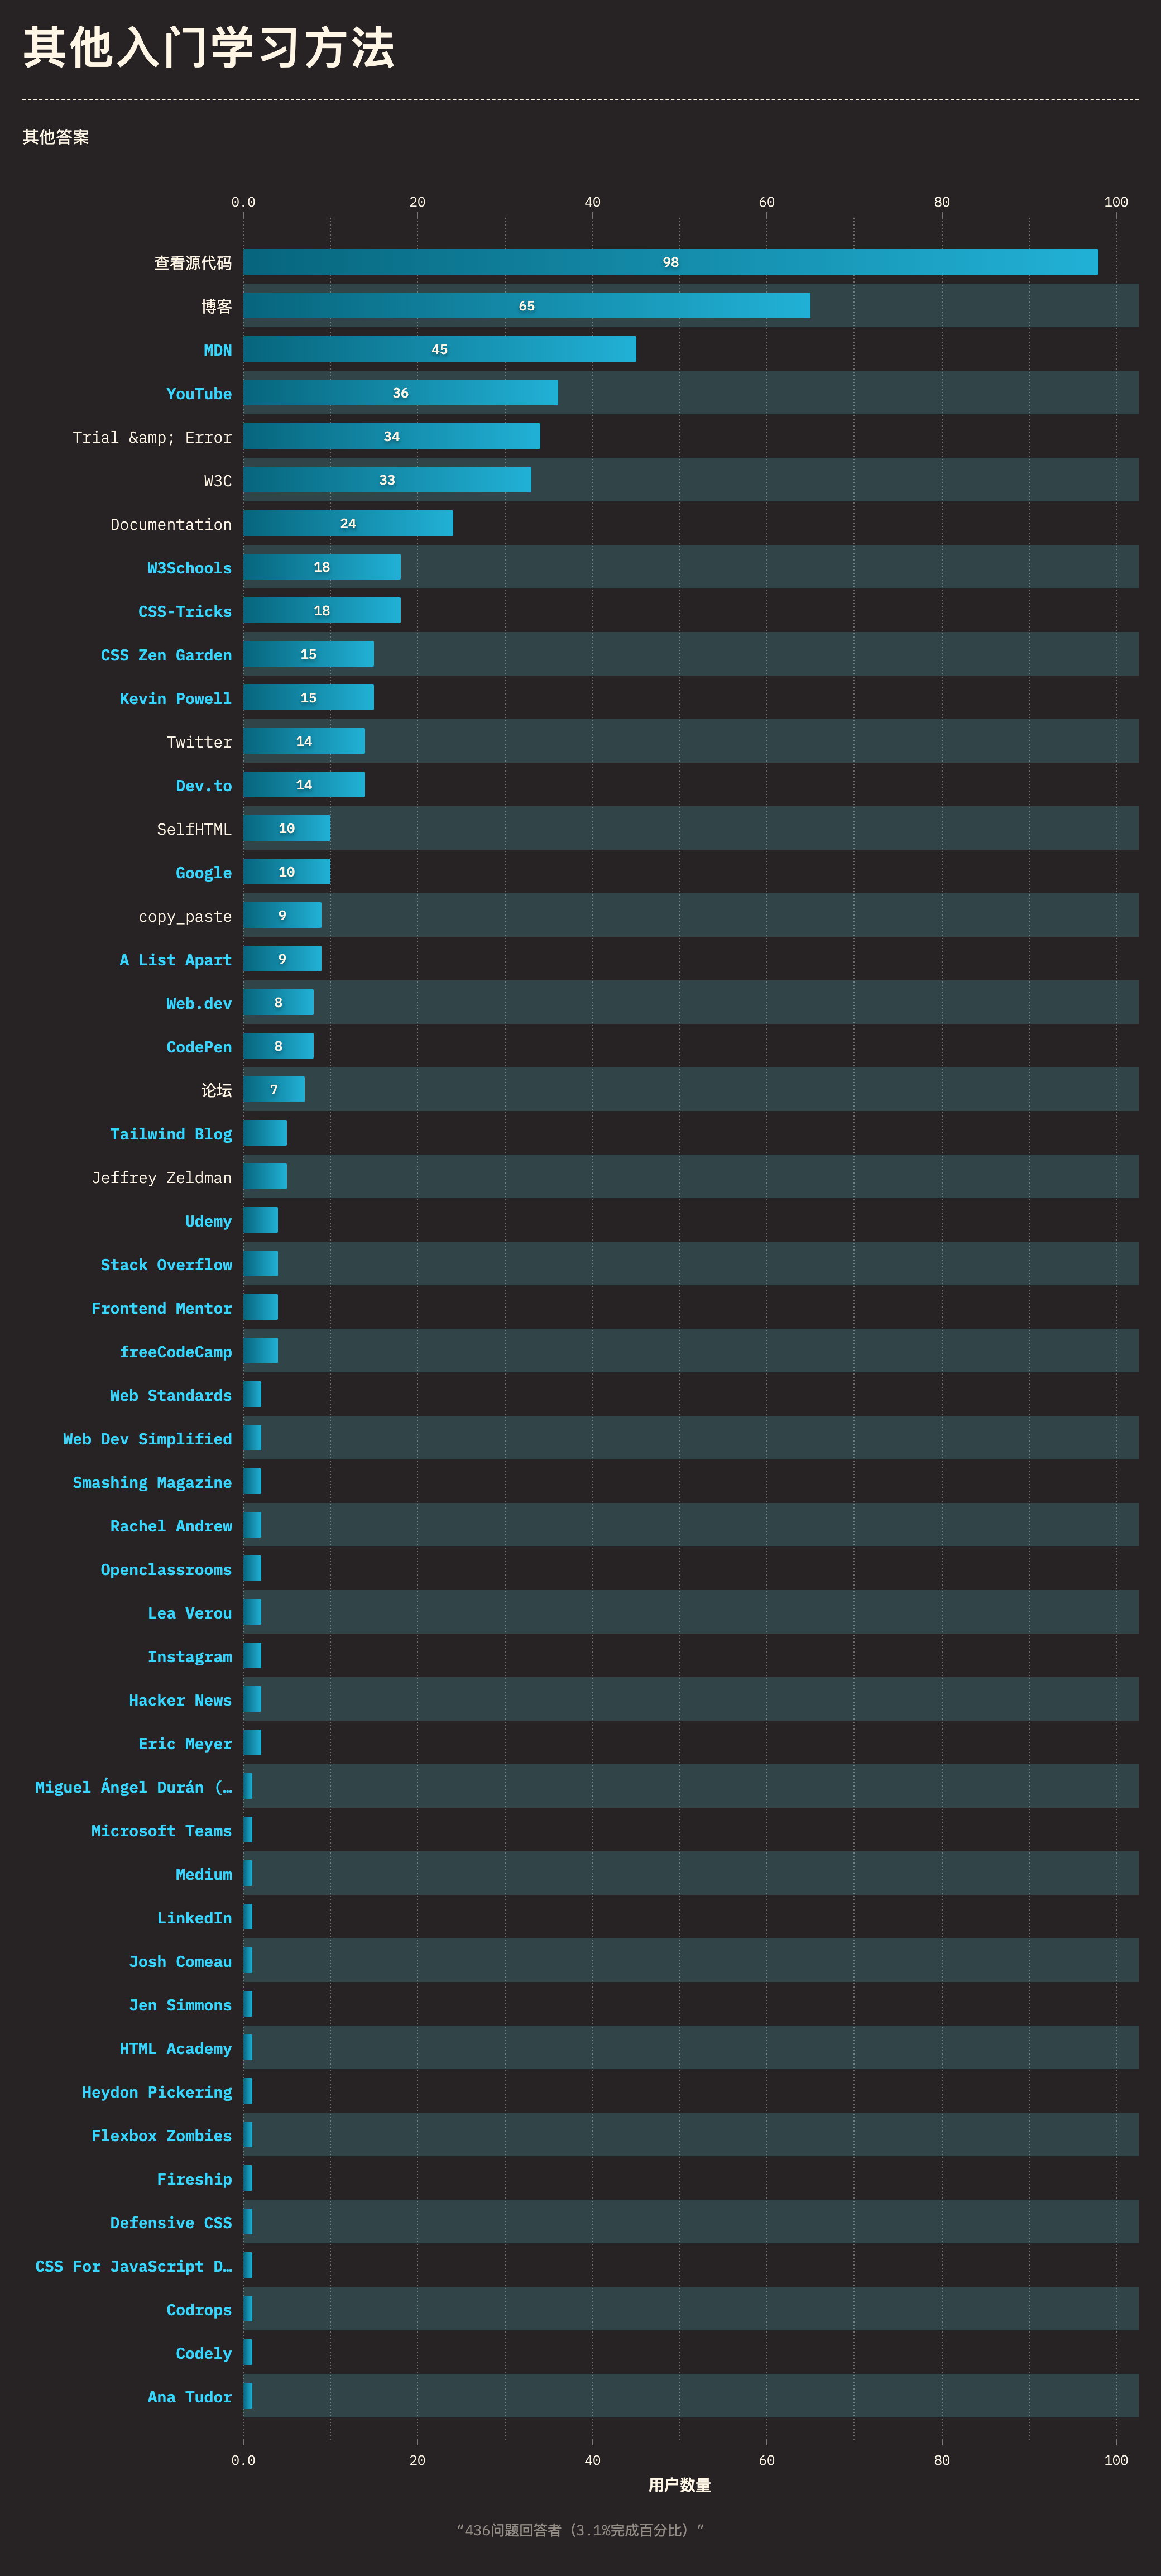 其他入门学习方法
其他答案
0.0 20 40 60 80 100
查看源代码 98
博客 65
MDN 45
YouTube 36
Trial &amp; Error 34
W3C 33
Documentation 24
W3Schools 18
CSS-Tricks 18
CSS Zen Garden 15
Kevin Powell 15
Twitter 14
Dev.to 14
SelfHTML 10
Google 10
copy_paste 9
A List Apart 9
Web.dev 8
CodePen 8
论坛 7
Tailwind Blog
Jeffrey Zeldman
Udemy
Stack Overflow
Frontend Mentor
freeCodeCamp
Web Standards
Web Dev Simplified
Smashing Magazine
Rachel Andrew
Openclassrooms
Lea Verou
Instagram
Hacker News
Eric Meyer
Miguel Ángel Durán (…
Microsoft Teams
Medium
LinkedIn
Josh Comeau
Jen Simmons
HTML Academy
Heydon Pickering
Flexbox Zombies
Fireship
Defensive CSS
CSS For JavaScript D…
Codrops
Codely
Ana Tudor
0.0 20 40 60 80 100
用户数量
“436问题回答者（3.1%完成百分比）”